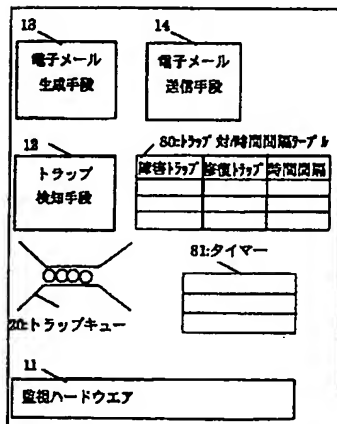 13
電子メール
生成手段
14
電子メール
送信手段
80:トラップ対/時間間隔テーブル
12
トラップ
検知手段
障害トラップ 修復トラップ 時間間隔
81:タイマー
20:トラップキュー
11
監視ハードウエア